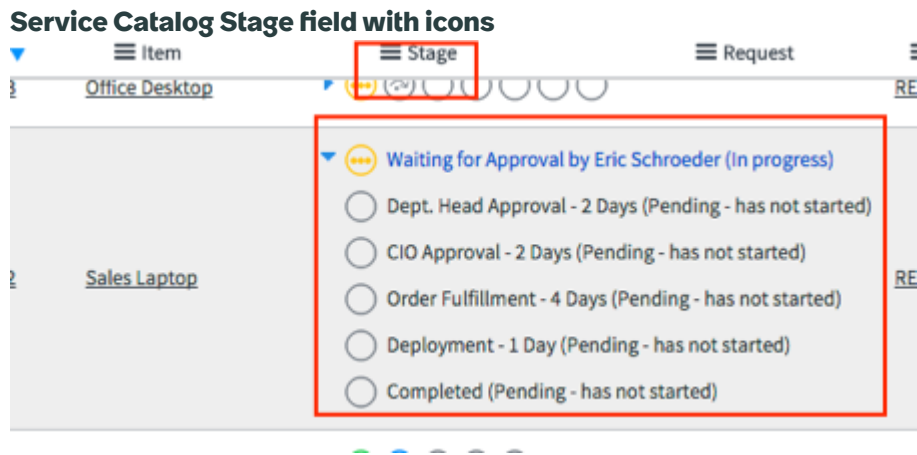 Service Catalog Stage field with icons
Item Stage Request
Office Desktop RE
Waiting for Approval by Eric Schroeder (In progress)
Dept. Head Approval - 2 Days (Pending - has not started)
CIO Approval - 2 Days (Pending - has not started)
Sales Laptop RE
Order Fulfillment - 4 Days (Pending - has not started)
Deployment - 1 Day (Pending - has not started)
Completed (Pending - has not started)